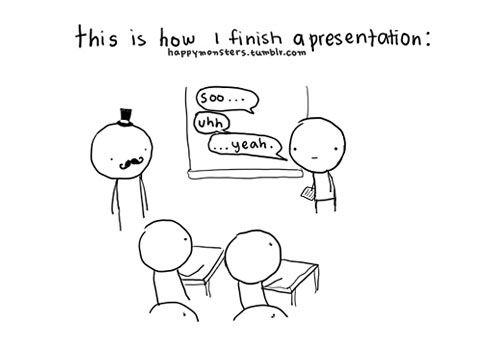 this is how I finish a presentation:
happymonsters.tumblr.com
soo...
uhh
...yeah.